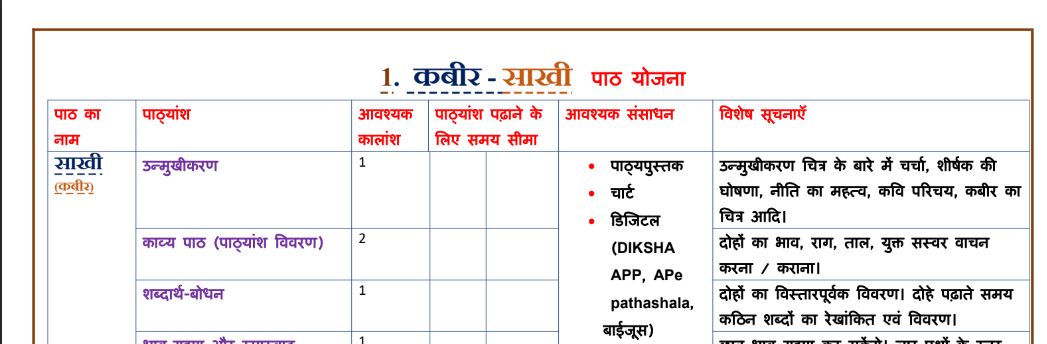 1. कबीर - साखी पाठ योजना
पाठ का नाम
पाठ्यांश
आवश्यक कालांश
पाठ्यांश पढ़ाने के लिए समय सीमा
आवश्यक संसाधन
विशेष सूचनाएँ
साखी
(कबीर)
उन्मुखीकरण
1
पाठ्यपुस्तक
चार्ट
डिजिटल
(DIKSHA
APP, APe
pathashala,
बाईजूस)
उन्मुखीकरण चित्र के बारे में चर्चा, शीर्षक की
घोषणा, नीति का महत्व, कवि परिचय, कबीर का
चित्र आदि।
काव्य पाठ (पाठ्यांश विवरण)
2
दोहों का भाव, राग, ताल, युक्त सस्वर वाचन
करना / कराना।
शब्दार्थ-बोधन
1
दोहों का विस्तारपूर्वक विवरण। दोहे पढ़ाते समय
कठिन शब्दों का रेखांकित एवं विवरण।
1